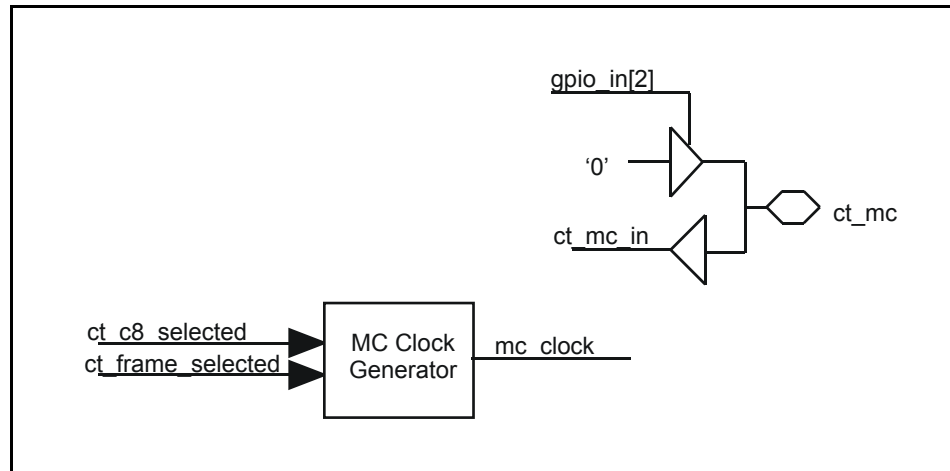 gpio_in[2]
‘0’
ct_mc
ct_mc_in
ct_c8_selected
ct_frame_selected
MC Clock
Generator
mc_clock